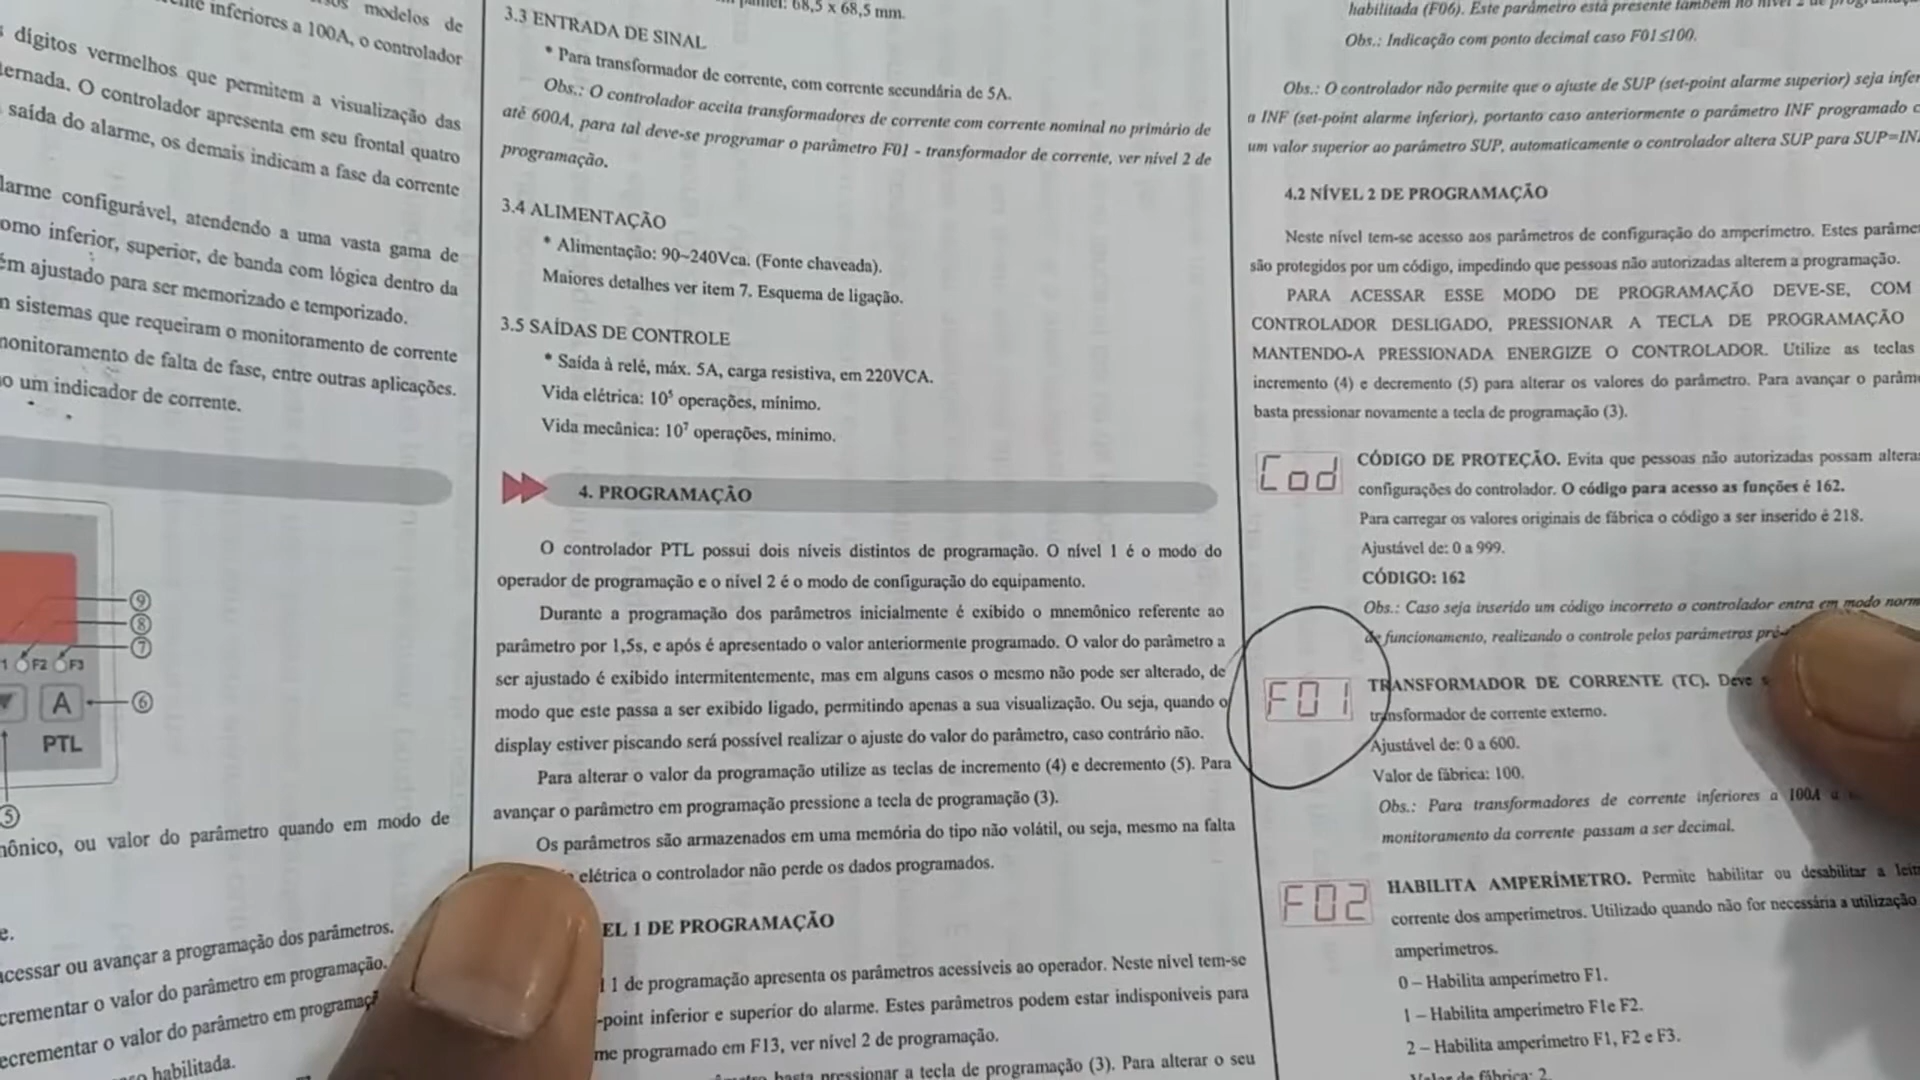 modelos de
inferiores a 100A, o controlador
dígitos vermelhos que permitem a visualização das
O controlador apresenta em seu frontal quatro
saída do alarme, os demais indicam a fase da corrente
configurável, atendendo a uma vasta gama de
como inferior, superior, de banda com lógica dentro da
ajustado para ser memorizado e temporizado.
sistemas que requeiram o monitoramento de corrente
monitoramento de falta de fase, entre outras aplicações.
um indicador de corrente.
9
8
7
F2 F3
A
6
PTL
5
ou valor do parâmetro quando em modo de
acessar ou avançar a programação dos parâmetros.
o valor do parâmetro em programação.
o valor do parâmetro em
habilitada.
68,5 x 68,5 mm.
3.3 ENTRADA DE SINAL
* Para transformador de corrente, com corrente secundária de 5A.
Obs.: O controlador aceita transformadores de corrente com corrente nominal no primário de
até 600A, para tal deve-se programar o parâmetro F01 - transformador de corrente, ver nível 2 de
programação.
3.4 ALIMENTAÇÃO
* Alimentação: 90~240Vca. (Fonte chaveada).
Maiores detalhes ver item 7. Esquema de ligação.
3.5 SAÍDAS DE CONTROLE
* Saída à relé, máx. 5A, carga resistiva, em 220VCA.
Vida elétrica: 10⁵ operações, mínimo.
Vida mecânica: 10⁷ operações, mínimo.
4. PROGRAMAÇÃO
O controlador PTL possui dois níveis distintos de programação. O nível 1 é o modo do
operador de programação e o nível 2 é o modo de configuração do equipamento.
Durante a programação dos parâmetros inicialmente é exibido o mnemônico referente ao
parâmetro por 1,5s, e após é apresentado o valor anteriormente programado. O valor do parâmetro a
ser ajustado é exibido intermitentemente, mas em alguns casos o mesmo não pode ser alterado, de
modo que este passa a ser exibido ligado, permitindo apenas a sua visualização. Ou seja, quando o
display estiver piscando será possível realizar o ajuste do valor do parâmetro, caso contrário não.
Para alterar o valor da programação utilize as teclas de incremento (4) e decremento (5). Para
avançar o parâmetro em programação pressione a tecla de programação (3).
Os parâmetros são armazenados em uma memória do tipo não volátil, ou seja, mesmo na falta
elétrica o controlador não perde os dados programados.
EL 1 DE PROGRAMAÇÃO
1 de programação apresenta os parâmetros acessíveis ao operador. Neste nível tem-se
-point inferior e superior do alarme. Estes parâmetros podem estar indisponíveis para
me programado em F13, ver nível 2 de programação.
basta pressionar a tecla de programação (3). Para alterar o seu
habilitada (F06). Este parâmetro está presente também no nível 2 de
Obs.: Indicação com ponto decimal caso F01≤100.
Obs.: O controlador não permite que o ajuste de SUP (set-point alarme superior) seja
a INF (set-point alarme inferior), portanto caso anteriormente o parâmetro INF programado
um valor superior ao parâmetro SUP, automaticamente o controlador altera SUP para
4.2 NÍVEL 2 DE PROGRAMAÇÃO
Neste nível tem-se acesso aos parâmetros de configuração do amperímetro. Estes
são protegidos por um código, impedindo que pessoas não autorizadas alterem a programação.
PARA ACESSAR ESSE MODO DE PROGRAMAÇÃO DEVE-SE, COM
CONTROLADOR DESLIGADO, PRESSIONAR A TECLA DE PROGRAMAÇÃO
MANTENDO-A PRESSIONADA ENERGIZE O CONTROLADOR. Utilize as teclas
incremento (4) e decremento (5) para alterar os valores do parâmetro. Para avançar o
basta pressionar novamente a tecla de programação (3).
Cod
CÓDIGO DE PROTEÇÃO. Evita que pessoas não autorizadas possam
configurações do controlador. O código para acesso as funções é 162.
Para carregar os valores originais de fábrica o código a ser inserido é 218.
Ajustável de: 0 a 999.
CÓDIGO: 162
Obs.: Caso seja inserido um código incorreto o controlador entra em modo
de funcionamento, realizando o controle pelos parâmetros
F01
TRANSFORMADOR DE CORRENTE (TC). Deve
transformador de corrente externo.
Ajustável de: 0 a 600.
Valor de fábrica: 100.
Obs.: Para transformadores de corrente inferiores a 100A
monitoramento da corrente passam a ser decimal.
F02
HABILITA AMPERÍMETRO. Permite habilitar ou desabilitar a
corrente dos amperímetros. Utilizado quando não for necessária a utilização
amperímetros.
0 – Habilita amperímetro F1.
1 – Habilita amperímetro F1e F2.
2 – Habilita amperímetro F1, F2 e F3.
Valor de fábrica: 2.